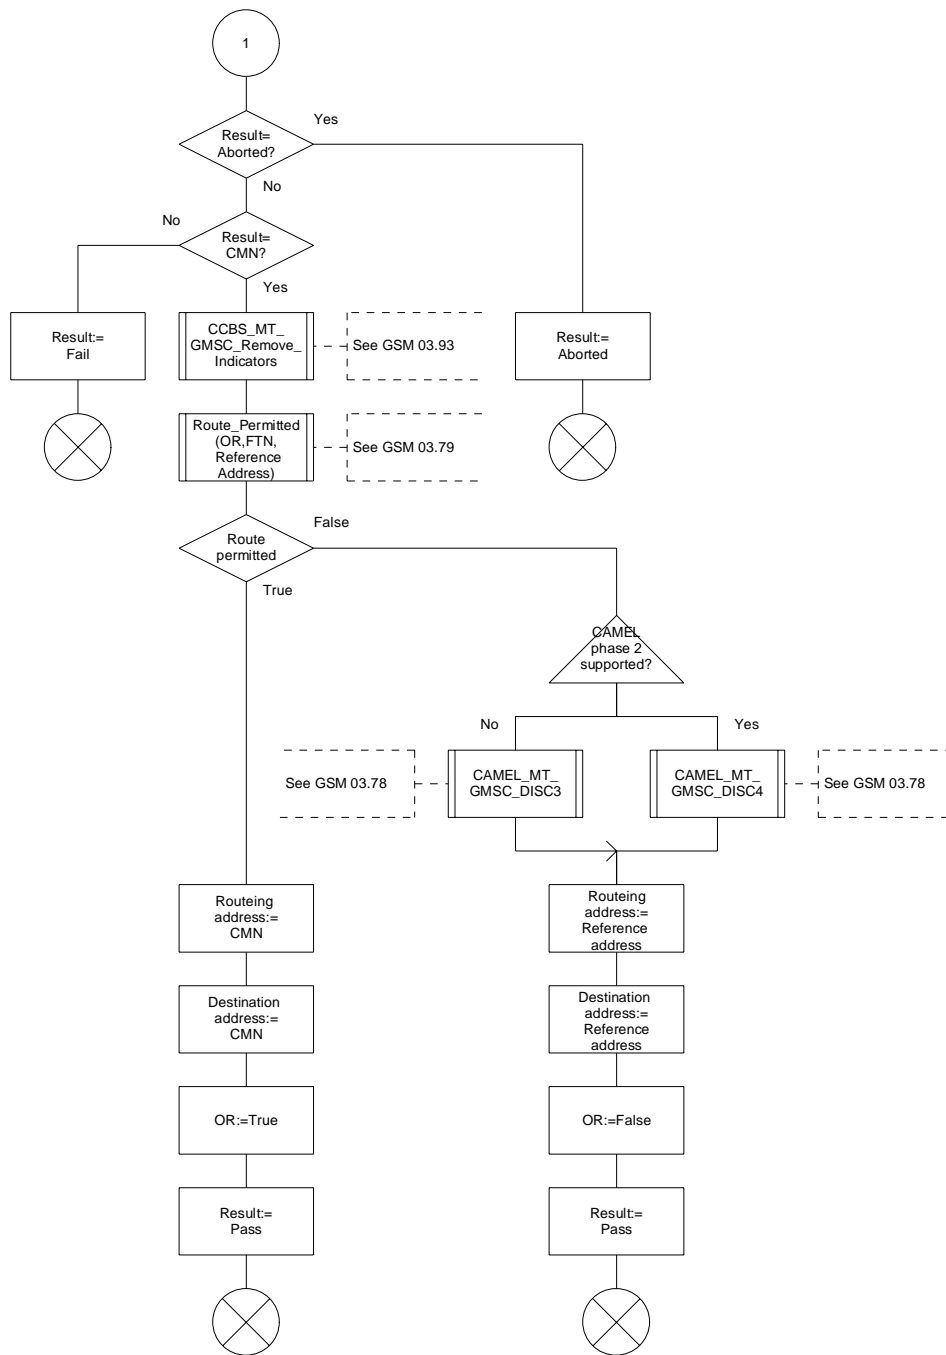 1
Yes
Result=
Aborted?
No
No
Result=
CMN?
Yes
Result:=
Fail
CCBS_MT_
GMSC_Remove_
Indicators
See GSM 03.93
Result:=
Aborted
Route_Permitted
(OR,FTN,
Reference
Address)
See GSM 03.79
False
Route
permitted
True
CAMEL
phase 2
supported?
No
Yes
See GSM 03.78
CAMEL_MT_
GMSC_DISC3
CAMEL_MT_
GMSC_DISC4
See GSM 03.78
Routeing
address:=
CMN
Routeing
address:=
Reference
address
Destination
address:=
CMN
Destination
address:=
Reference
address
OR:=True
OR:=False
Result:=
Pass
Result:=
Pass